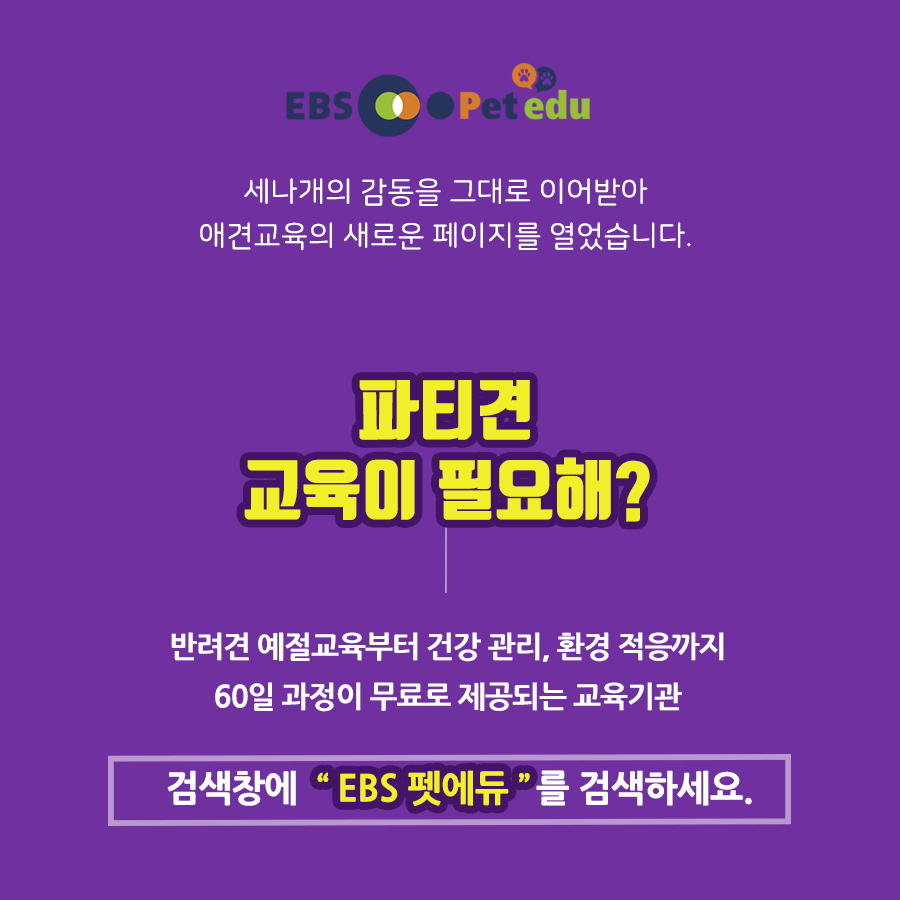 EBS Pet edu
세나개의 감동을 그대로 이어받아
애견교육의 새로운 페이지를 열었습니다.
파티견
교육이 필요해?
반려견 예절교육부터 건강 관리, 환경 적응까지
60일 과정이 무료로 제공되는 교육기관
검색창에 “ EBS 펫에듀 ” 를 검색하세요.